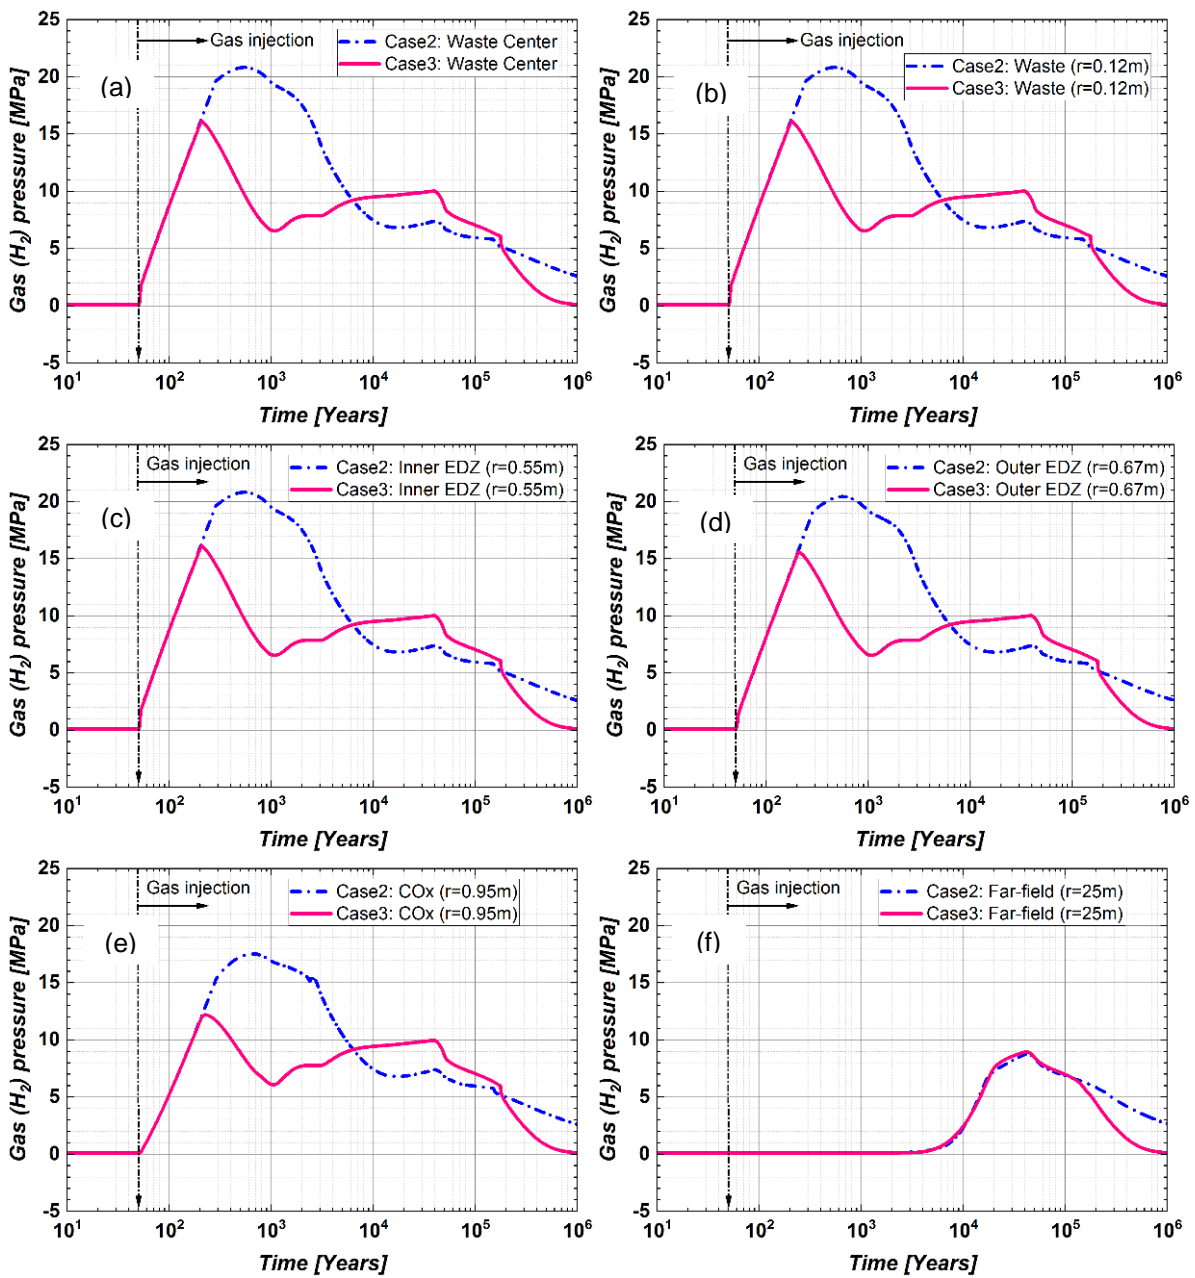 Gas injection
Case2: Waste Center
Case3: Waste Center
(a)
Gas (H2) pressure [MPa]
25
20
15
10
5
0
-5
10^1 10^2 10^3 10^4 10^5 10^6
Time [Years]
Gas injection
Case2: Waste (r=0.12m)
Case3: Waste (r=0.12m)
(b)
Gas (H2) pressure [MPa]
25
20
15
10
5
0
-5
10^1 10^2 10^3 10^4 10^5 10^6
Time [Years]
Gas injection
Case2: Inner EDZ (r=0.55m)
Case3: Inner EDZ (r=0.55m)
(c)
Gas (H2) pressure [MPa]
25
20
15
10
5
0
-5
10^1 10^2 10^3 10^4 10^5 10^6
Time [Years]
Gas injection
Case2: Outer EDZ (r=0.67m)
Case3: Outer EDZ (r=0.67m)
(d)
Gas (H2) pressure [MPa]
25
20
15
10
5
0
-5
10^1 10^2 10^3 10^4 10^5 10^6
Time [Years]
Gas injection
Case2: COx (r=0.95m)
Case3: COx (r=0.95m)
(e)
Gas (H2) pressure [MPa]
25
20
15
10
5
0
-5
10^1 10^2 10^3 10^4 10^5 10^6
Time [Years]
Gas injection
Case2: Far-field (r=25m)
Case3: Far-field (r=25m)
(f)
Gas (H2) pressure [MPa]
25
20
15
10
5
0
-5
10^1 10^2 10^3 10^4 10^5 10^6
Time [Years]